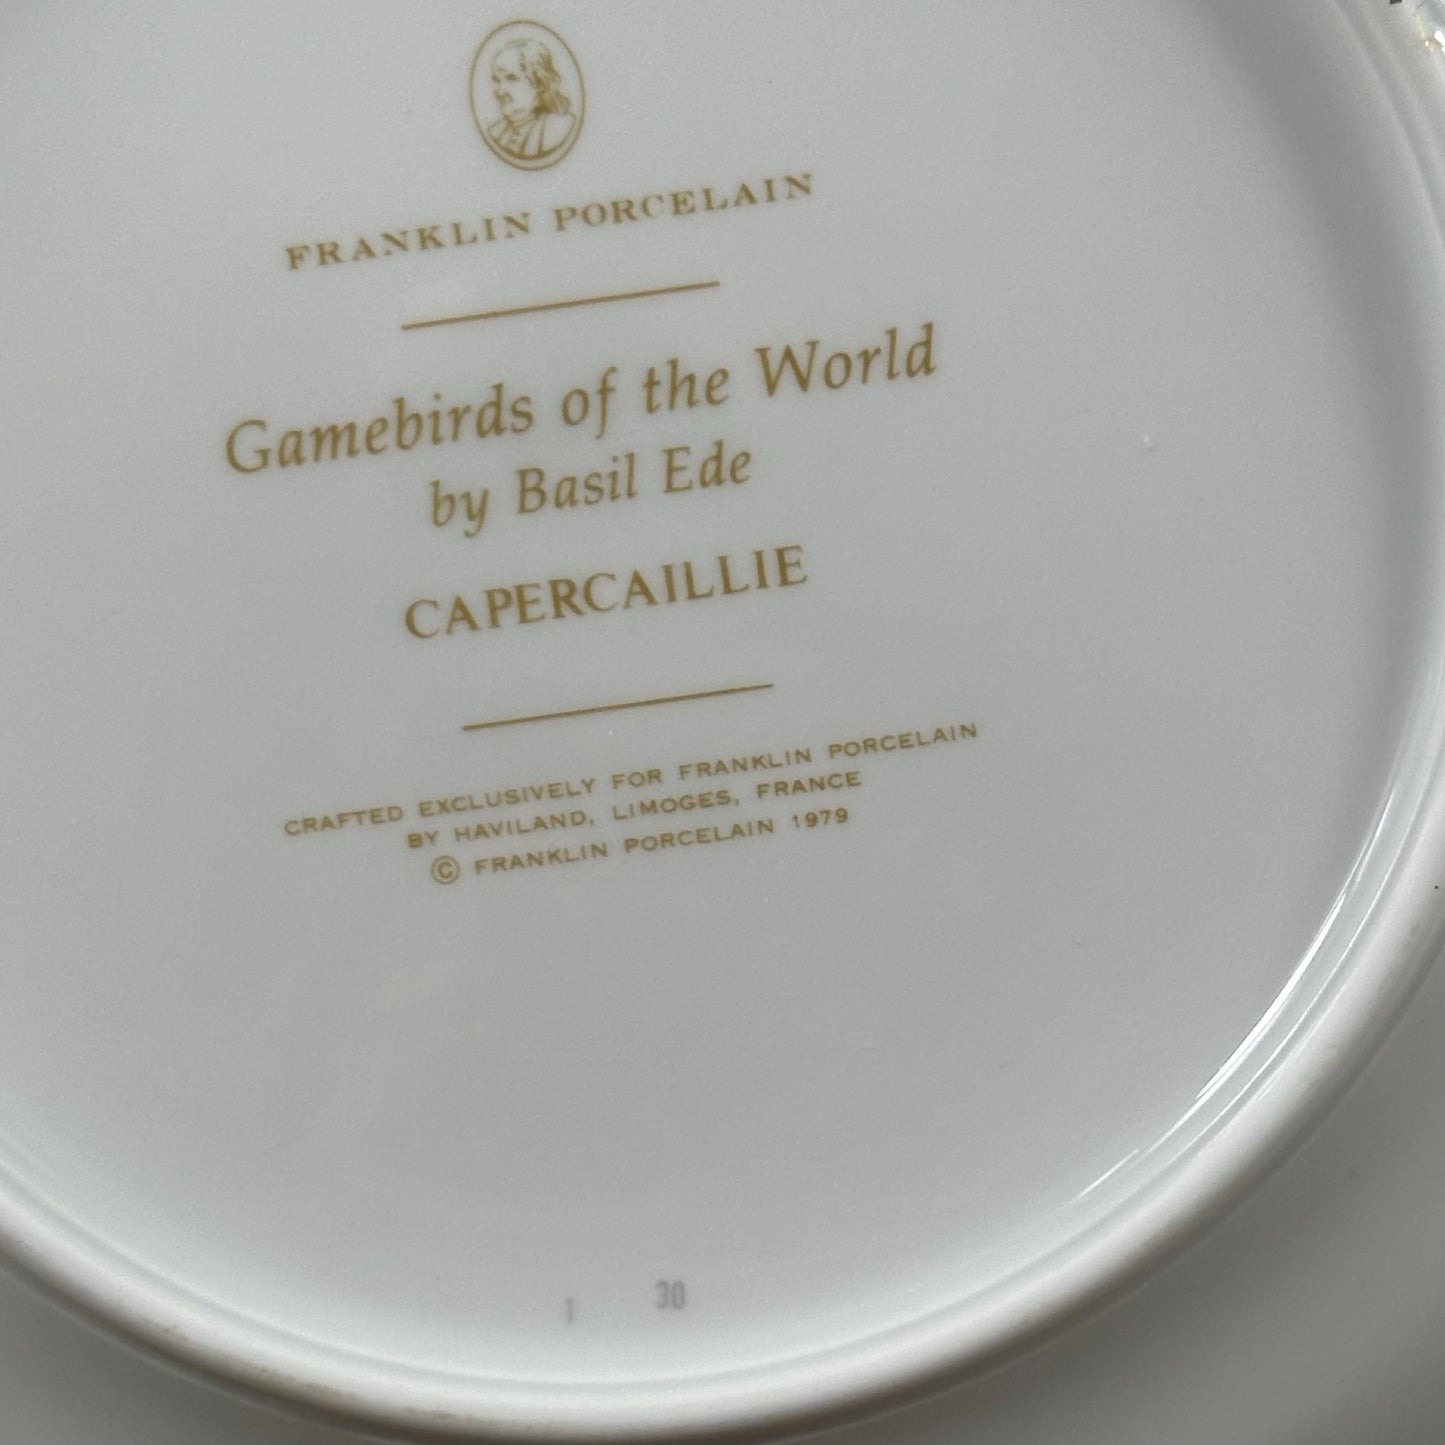 FRANKLIN PORCELAIN
Gamebirds of the World
by Basil Ede
CAPERCAILLIE
CRAFTED EXCLUSIVELY FOR FRANKLIN PORCELAIN
BY HAVILAND, LIMOGES, FRANCE
© FRANKLIN PORCELAIN 1979
1 30